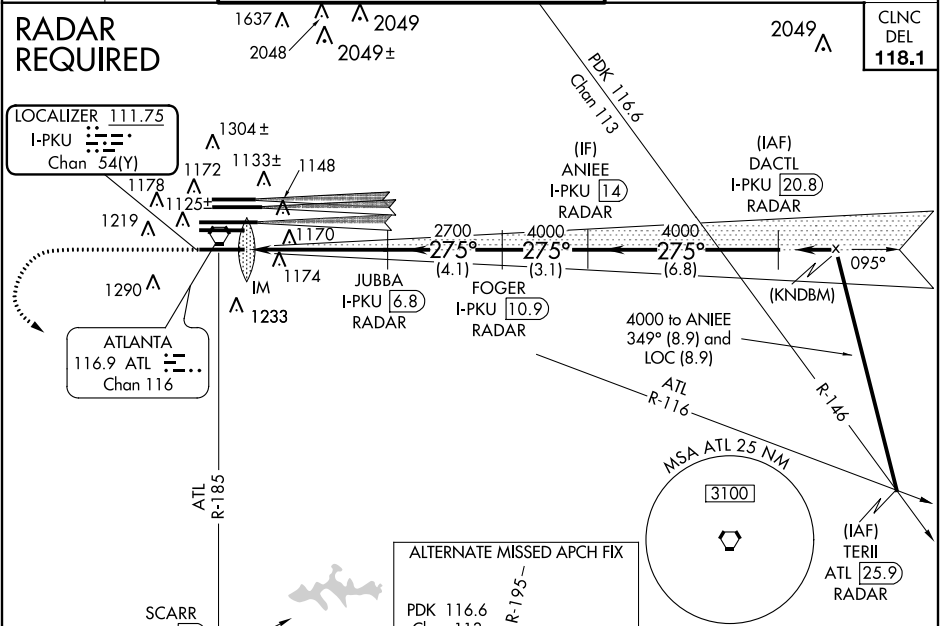 RADAR
REQUIRED
1637
2048
2049
2049±
2049
CLNC
DEL
118.1
PDK 116.6
Chan 113
LOCALIZER 111.75
I-PKU
Chan 54(Y)
1304±
1133±
1148
1172
1178
1125±
1219
1170
1174
1290
1233
IM
(IF)
ANIEE
I-PKU 14
RADAR
(IAF)
DACTL
I-PKU 20.8
RADAR
2700
275°
(4.1)
4000
275°
(3.1)
4000
275°
(6.8)
095°
(KNDBM)
JUBBA
I-PKU 6.8
RADAR
FOGER
I-PKU 10.9
RADAR
4000 to ANIEE
349° (8.9) and
LOC (8.9)
ATLANTA
116.9 ATL
Chan 116
ATL
R-116
R-146
ATL
R-185
MSA ATL 25 NM
3100
(IAF)
TERII
ATL 25.9
RADAR
ALTERNATE MISSED APCH FIX
PDK 116.6
R-195
SCARR